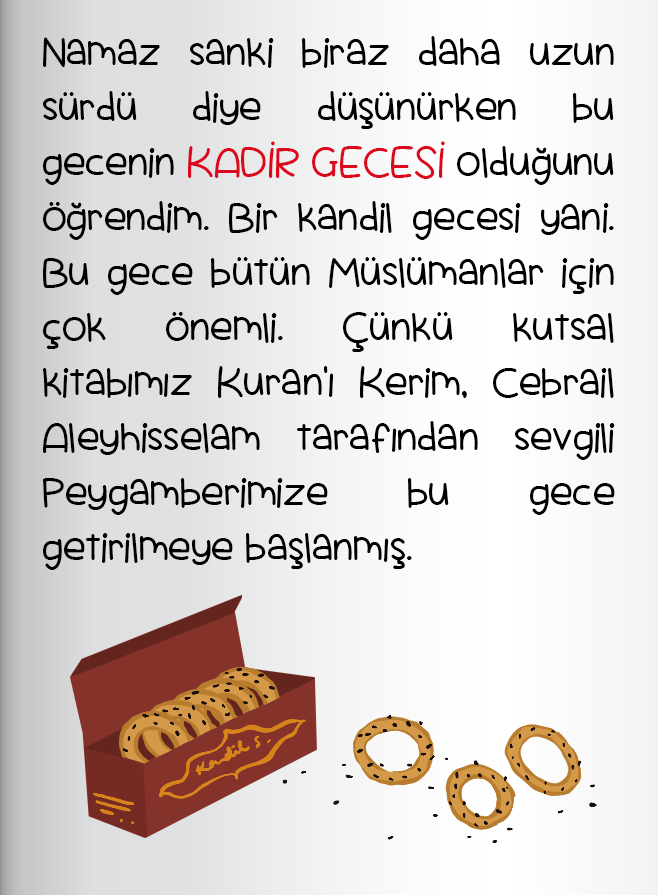 Namaz sanki biraz daha uzun
sürdü diye düşünürken bu
gecenin KADİR GECESİ olduğunu
öğrendim. Bir kandil gecesi yani.
Bu gece bütün Müslümanlar için
çok önemli. Çünkü kutsal
kitabımız Kuran'ı Kerim, Cebrail
Aleyhisselam tarafından sevgili
Peygamberimize bu gece
getirilmeye başlanmış.
Kandil S.